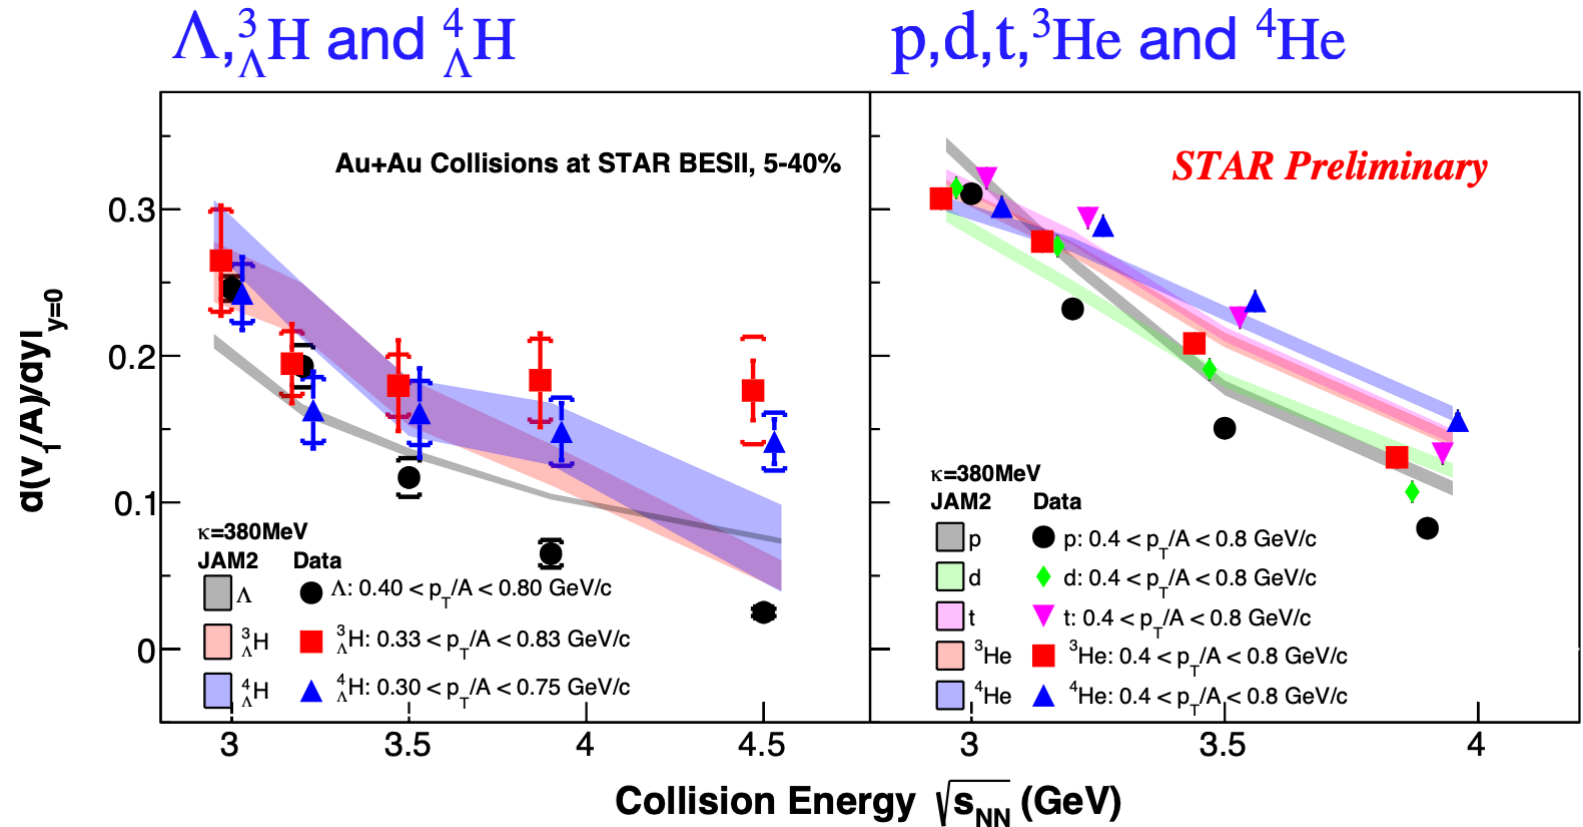 Λ, ³ΛH and ⁴ΛH
p,d,t,³He and ⁴He
Au+Au Collisions at STAR BESII, 5-40%
STAR Preliminary
d(v₁/A)/dy|y=0
0.3
0.2
0.1
0
κ=380MeV
JAM2 Data
Λ Λ: 0.40 < pT/A < 0.80 GeV/c
³ΛH ³ΛH: 0.33 < pT/A < 0.83 GeV/c
⁴ΛH ⁴ΛH: 0.30 < pT/A < 0.75 GeV/c
κ=380MeV
JAM2 Data
p p: 0.4 < pT/A < 0.8 GeV/c
d d: 0.4 < pT/A < 0.8 GeV/c
t t: 0.4 < pT/A < 0.8 GeV/c
³He ³He: 0.4 < pT/A < 0.8 GeV/c
⁴He ⁴He: 0.4 < pT/A < 0.8 GeV/c
3 3.5 4 4.5
3 3.5 4
Collision Energy √sNN (GeV)